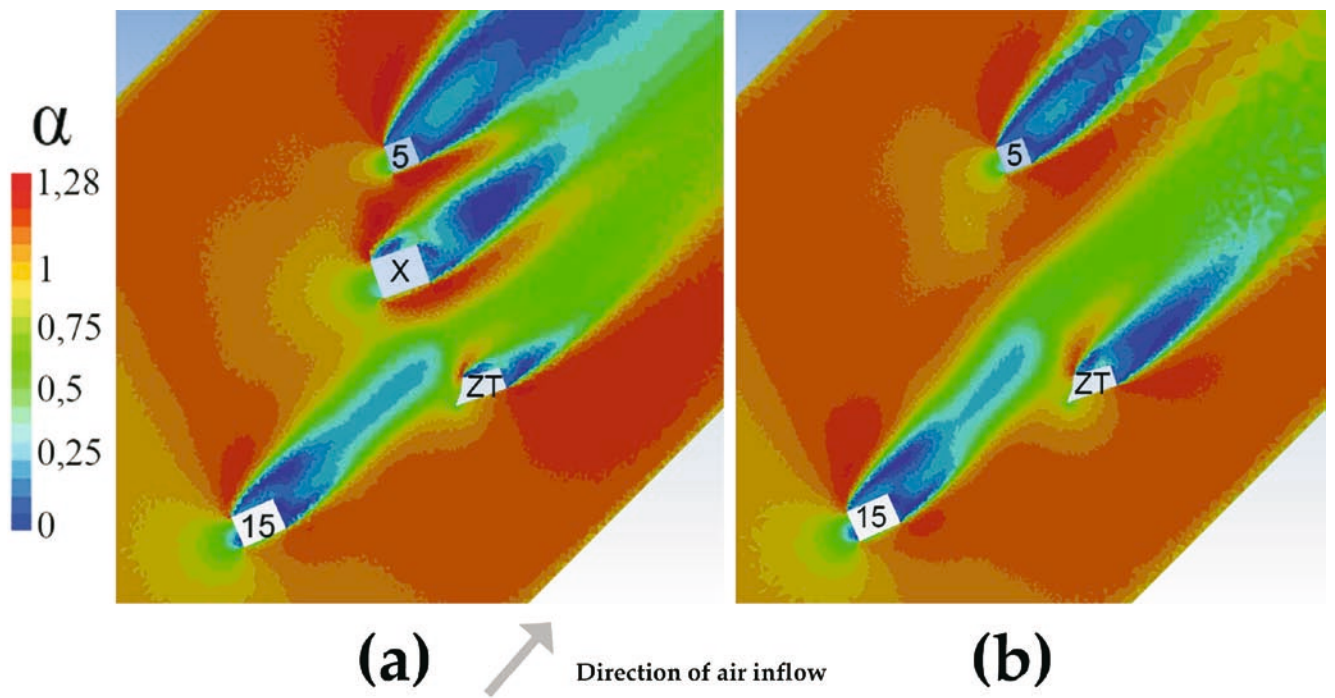 α
1,28
1
0,75
0,5
0,25
0
5
X
ZT
15
5
ZT
15
(a)
Direction of air inflow
(b)